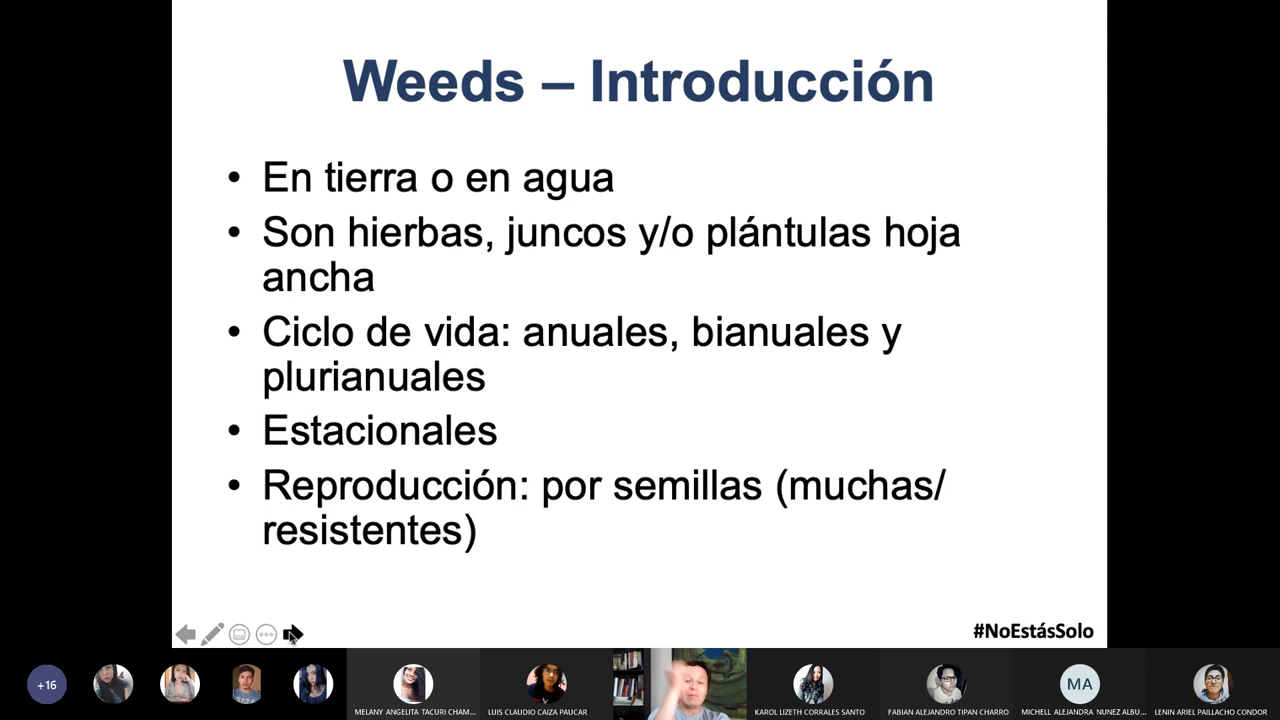 Weeds – Introducción
• En tierra o en agua
• Son hierbas, juncos y/o plántulas hoja
ancha
• Ciclo de vida: anuales, bianuales y
plurianuales
• Estacionales
• Reproducción: por semillas (muchas/
resistentes)
#NoEstásSolo
+16
MELANY ANGELITA TACURI CHAM...
LUIS CLAUDIO CAIZA PAUCAR
KAROL LIZETH CORRALES SANTO
FABIAN ALEJANDRO TIPAN CHARRO
MA
MICHELL ALEJANDRA NUNEZ ALBU...
LENIN ARIEL PAILLACHO CONDOR